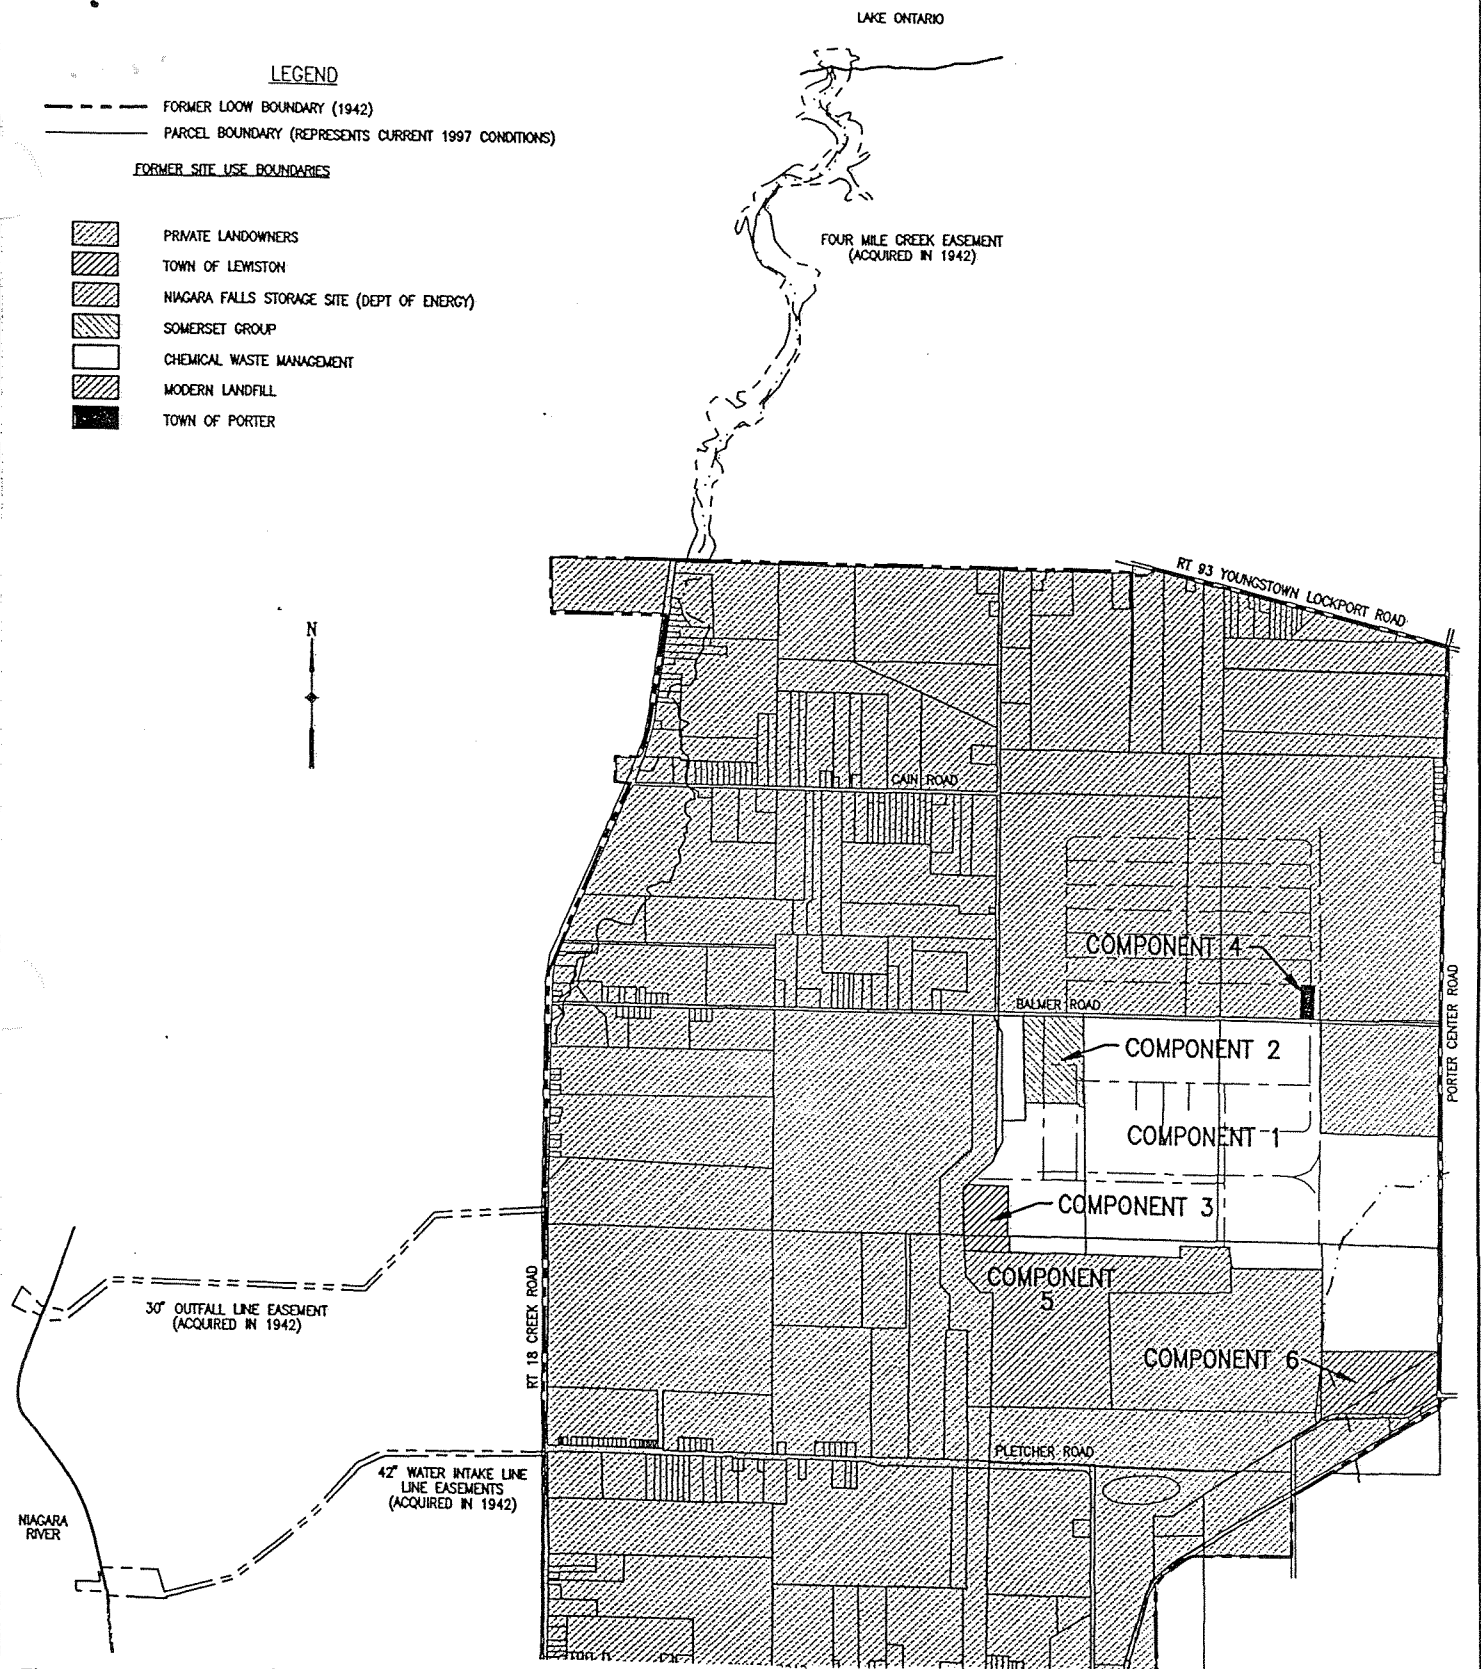 LAKE ONTARIO
LEGEND
FORMER LOOW BOUNDARY (1942)
PARCEL BOUNDARY (REPRESENTS CURRENT 1997 CONDITIONS)
FORMER SITE USE BOUNDARIES
PRIVATE LANDOWNERS
TOWN OF LEWISTON
NIAGARA FALLS STORAGE SITE (DEPT OF ENERGY)
SOMERSET GROUP
CHEMICAL WASTE MANAGEMENT
MODERN LANDFILL
TOWN OF PORTER
FOUR MILE CREEK EASEMENT
(ACQUIRED IN 1942)
RT 93 YOUNGSTOWN LOCKPORT ROAD
N
CAIN ROAD
COMPONENT 4
BALMER ROAD
PORTER CENTER ROAD
COMPONENT 2
COMPONENT 1
COMPONENT 3
COMPONENT
5
30" OUTFALL LINE EASEMENT
(ACQUIRED IN 1942)
RT 18 CREEK ROAD
COMPONENT 6
PLETCHER ROAD
42" WATER INTAKE LINE
LINE EASEMENTS
(ACQUIRED IN 1942)
NIAGARA
RIVER